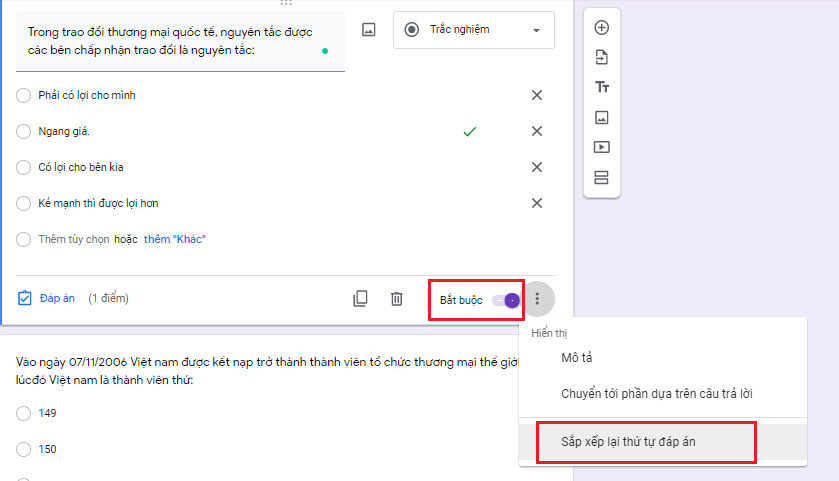 Trong trao đổi thương mại quốc tế, nguyên tắc được
các bên chấp nhận trao đổi là nguyên tắc:
Trắc nghiệm
Phải có lợi cho mình
Ngang giá.
Có lợi cho bên kia
Kẻ mạnh thì được lợi hơn
Thêm tùy chọn hoặc thêm "Khác"
Đáp án (1 điểm)
Bắt buộc
Hiển thị
Mô tả
Chuyển tới phần dựa trên câu trả lời
Sắp xếp lại thứ tự đáp án
Vào ngày 07/11/2006 Việt nam được kết nạp trở thành thành viên tổ chức thương mại thế giới
lúcđó Việt nam là thành viên thứ:
149
150